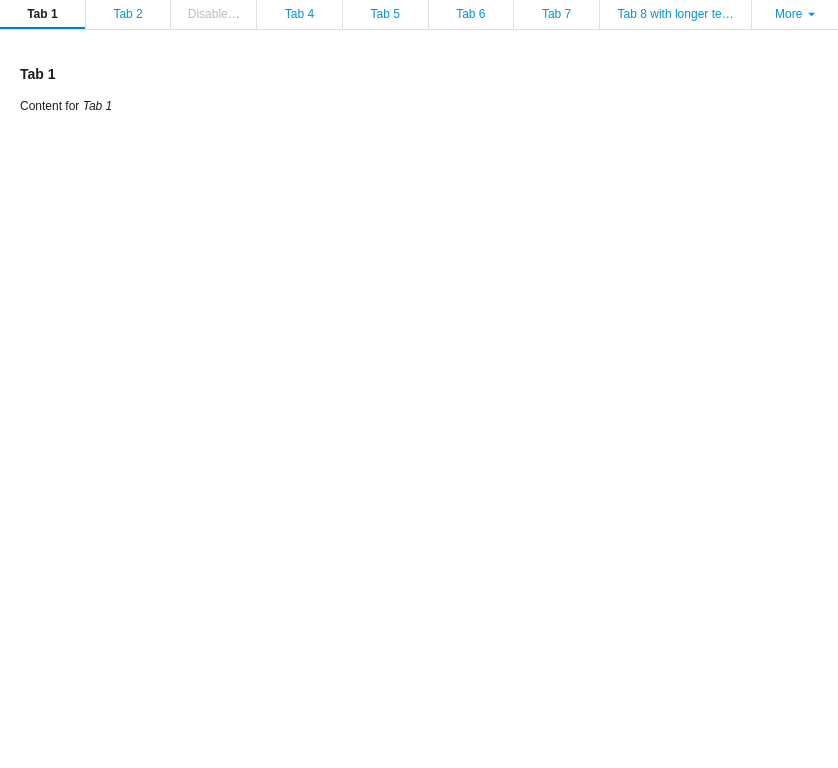 Tab 1 Tab 2 Disable... Tab 4 Tab 5 Tab 6 Tab 7 Tab 8 with longer te... More
Tab 1
Content for Tab 1